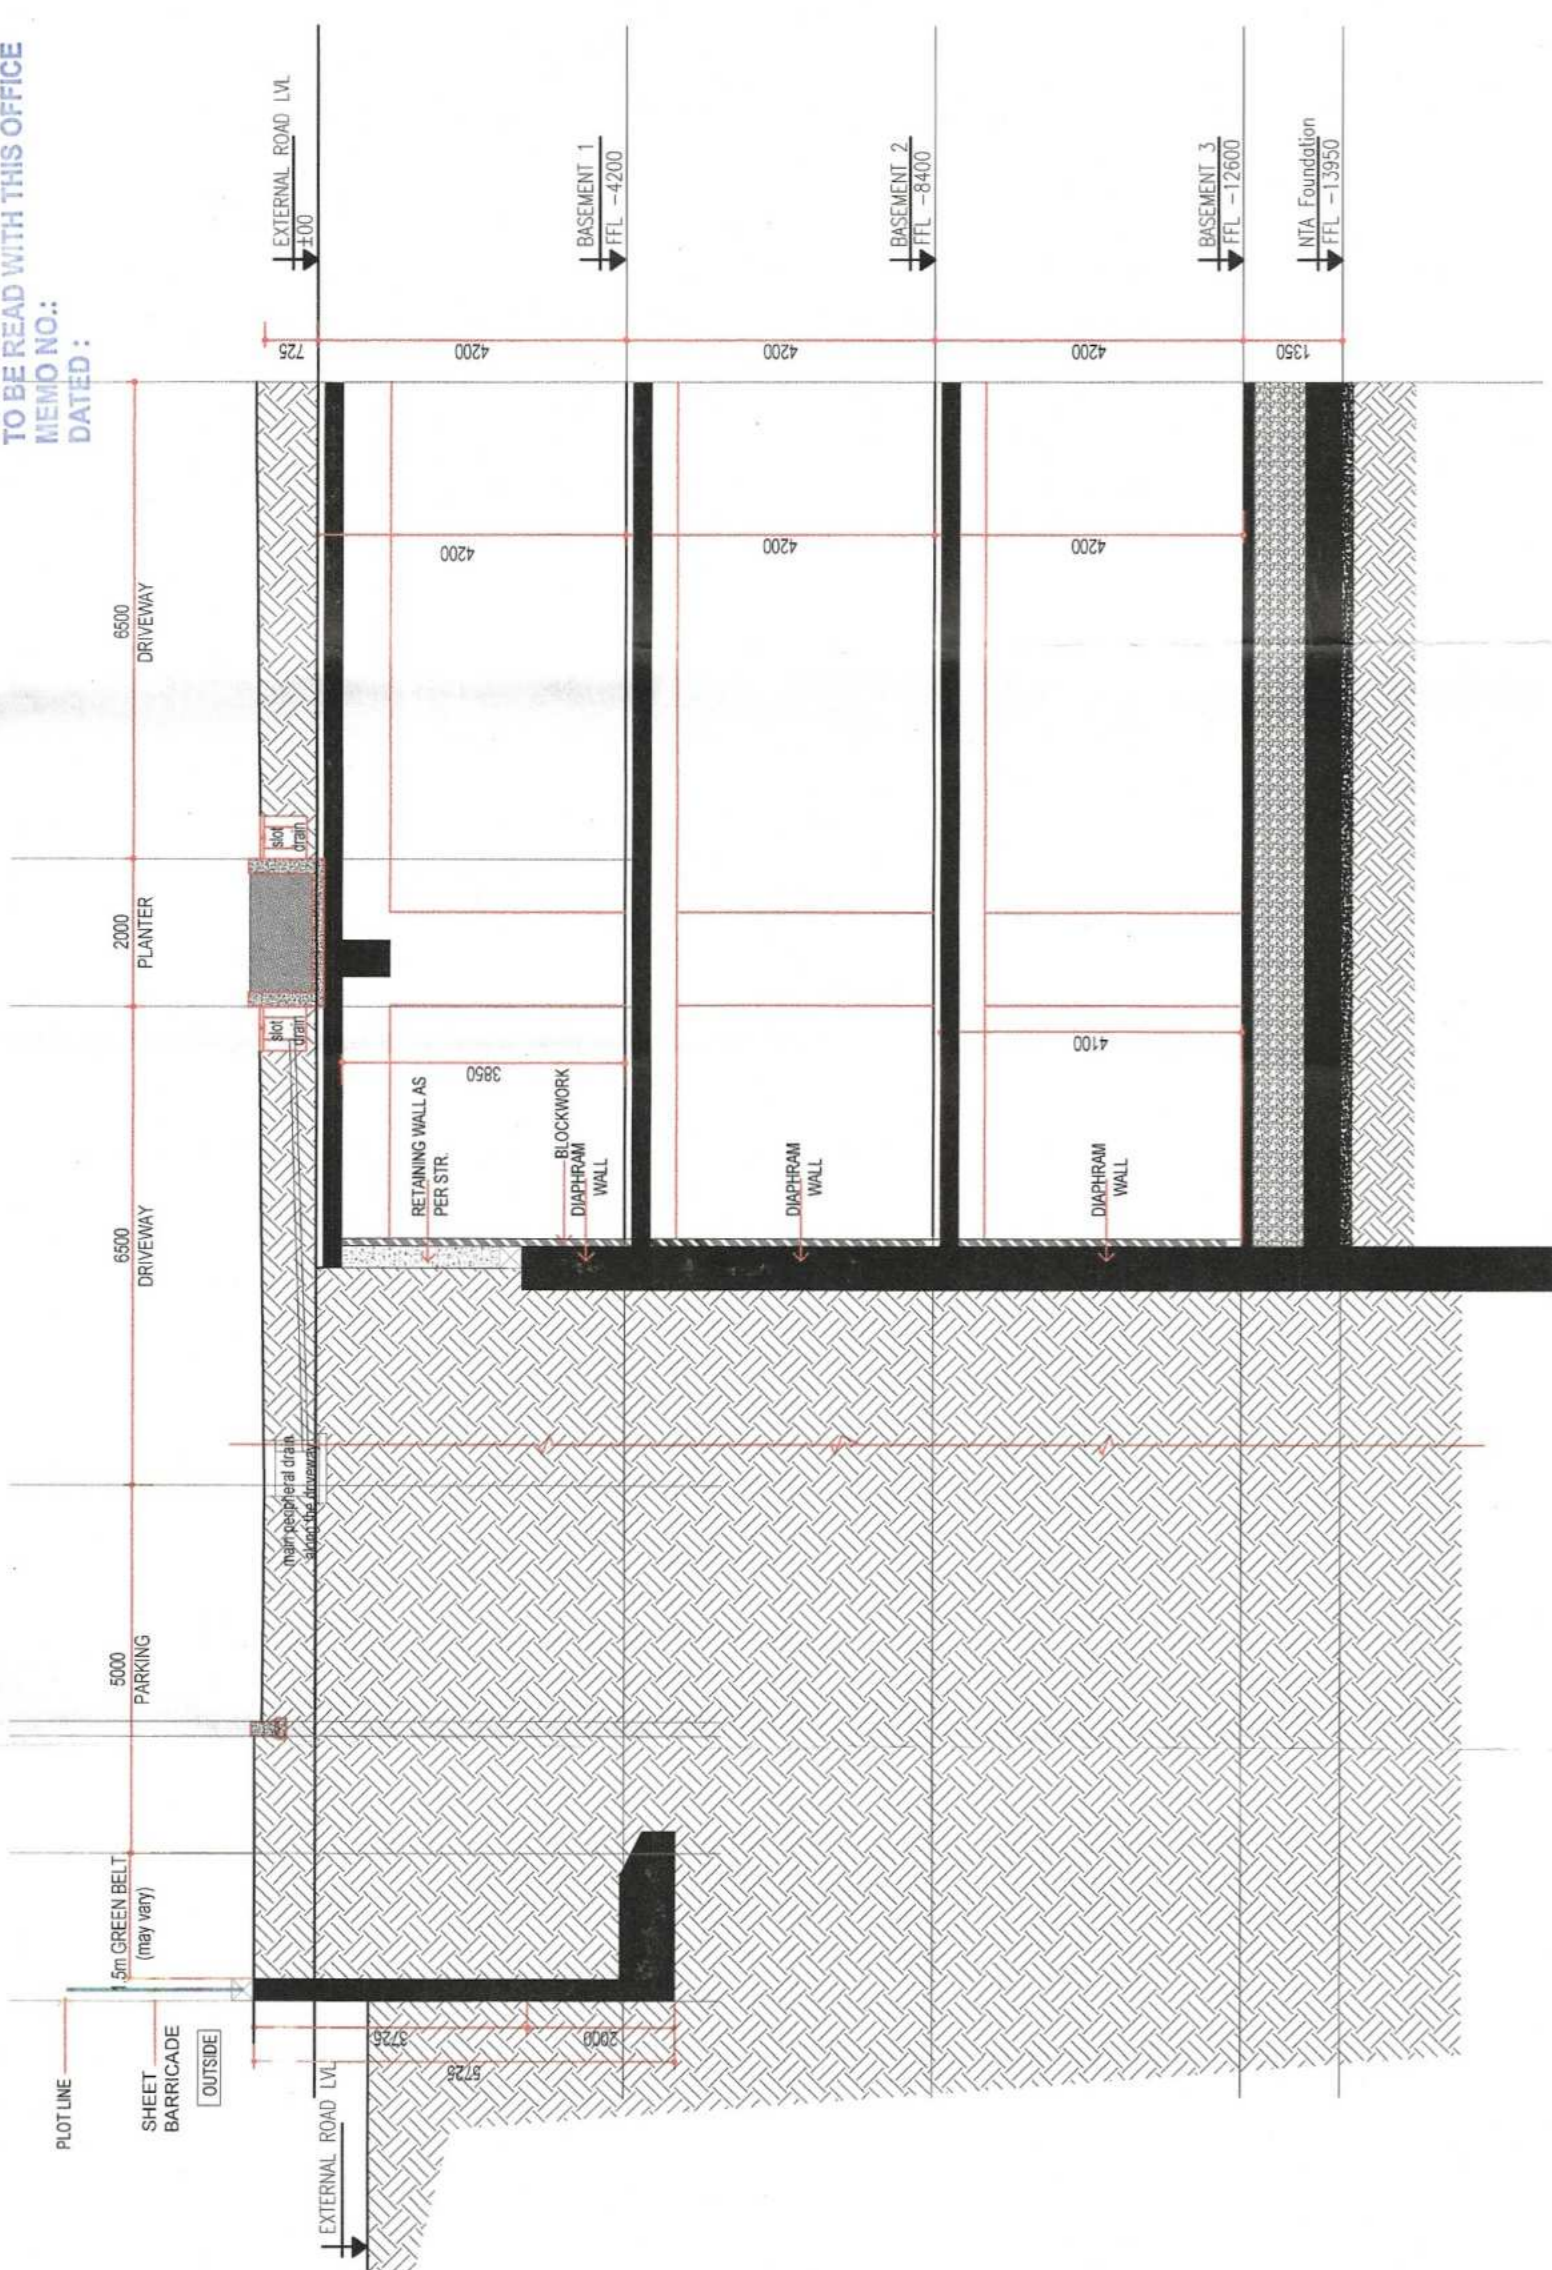 TO BE READ WITH THIS OFFICE
MEMO NO.:
DATED :
PLOT LINE
SHEET
BARRICADE
OUTSIDE
.5m GREEN BELT
(may vary)
5000
PARKING
6500
DRIVEWAY
2000
PLANTER
6500
DRIVEWAY
main peripheral drain
along the driveway
slot
drain
slot
drain
EXTERNAL ROAD LVL
3725
2000
5725
EXTERNAL ROAD LVL
±00
725
4200
4200
3850
RETAINING WALL AS
PER STR.
BLOCKWORK
DIAPHRAM
WALL
BASEMENT 1
FFL -4200
4200
4200
DIAPHRAM
WALL
BASEMENT 2
FFL -8400
4200
4200
4100
DIAPHRAM
WALL
BASEMENT 3
FFL -12600
1350
NTA Foundation
FFL -13950